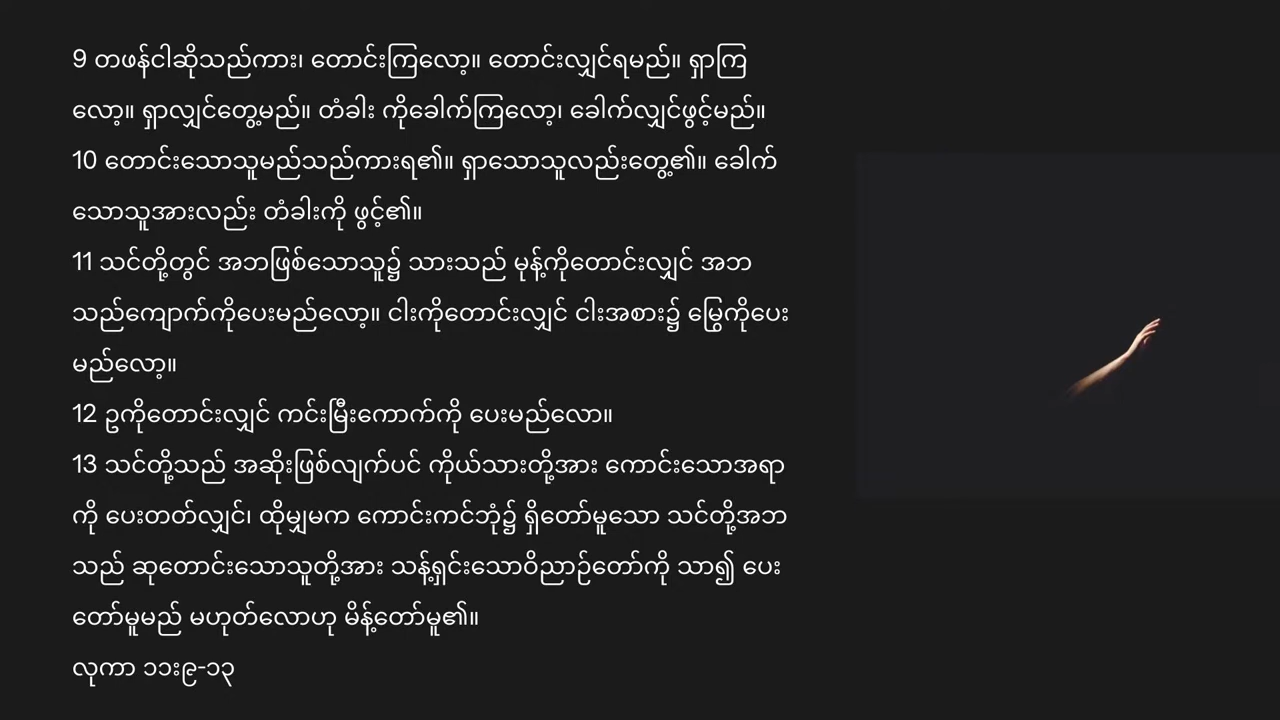 9 တဖန်ငါဆိုသည်ကား၊ တောင်းကြလော့။ တောင်းလျှင်ရမည်။ ရှာကြ
လော့။ ရှာလျှင်တွေ့မည်။ တံခါး ကိုခေါက်ကြလော့၊ ခေါက်လျှင်ဖွင့်မည်။
10 တောင်းသောသူမည်သည်ကားရ၏။ ရှာသောသူလည်းတွေ့၏။ ခေါက်
သောသူအားလည်း တံခါးကို ဖွင့်၏။
11 သင်တို့တွင် အဘဖြစ်သောသူ၌ သားသည် မုန့်ကိုတောင်းလျှင် အဘ
သည်ကျောက်ကိုပေးမည်လော့။ ငါးကိုတောင်းလျှင် ငါးအစား၌ မြွေကိုပေး
မည်လော့။
12 ဥကိုတောင်းလျှင် ကင်းမြီးကောက်ကို ပေးမည်လော။
13 သင်တို့သည် အဆိုးဖြစ်လျက်ပင် ကိုယ်သားတို့အား ကောင်းသောအရာ
ကို ပေးတတ်လျှင်၊ ထိုမျှမက ကောင်းကင်ဘုံ၌ ရှိတော်မူသော သင်တို့အဘ
သည် ဆုတောင်းသောသူတို့အား သန့်ရှင်းသောဝိညာဉ်တော်ကို သာ၍ ပေး
တော်မူမည် မဟုတ်လောဟု မိန့်တော်မူ၏။
လုကာ ၁၁း၉-၁၃